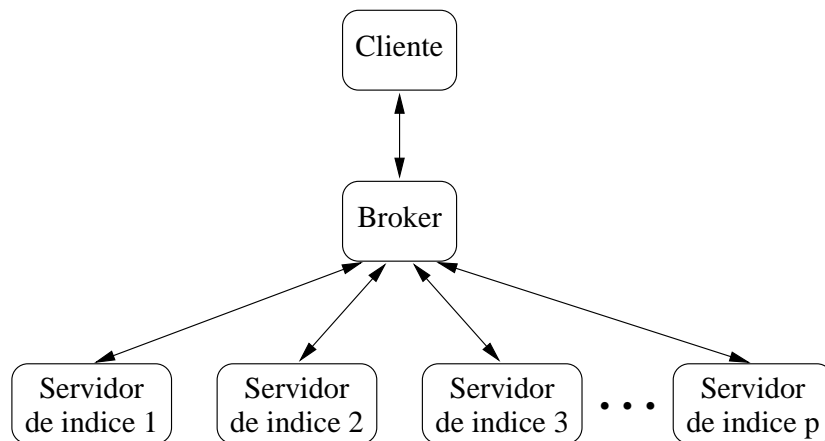 Cliente
Broker
Servidor
de indice 1
Servidor
de indice 2
Servidor
de indice 3
Servidor
de indice p